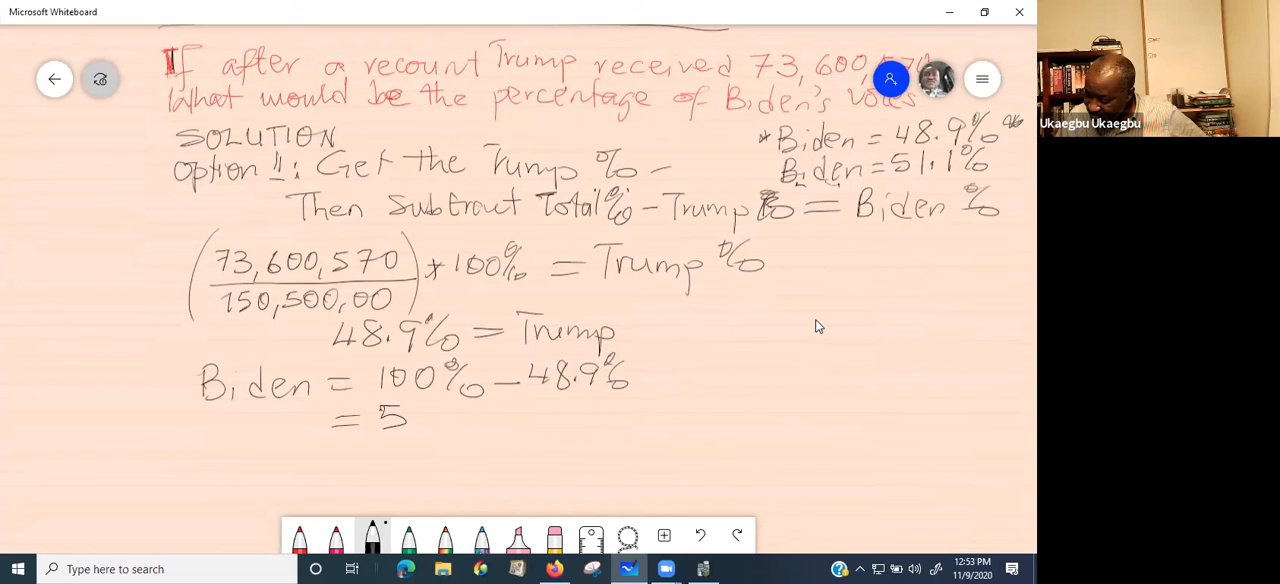 Microsoft Whiteboard
If after a recount Trump received 73,600,570
What would be the percentage of Biden's votes
Ukaegbu Ukaegbu
SOLUTION
* Biden = 48.9%
Option II: Get the Trump % -
Biden = 51.1%
Then Subtract Total % - Trump % = Biden %
(73,600,570
150,500,00) * 100% = Trump %
48.9% = Trump
Biden = 100% - 48.9%
= 5
Type here to search
12:53 PM
11/9/2020